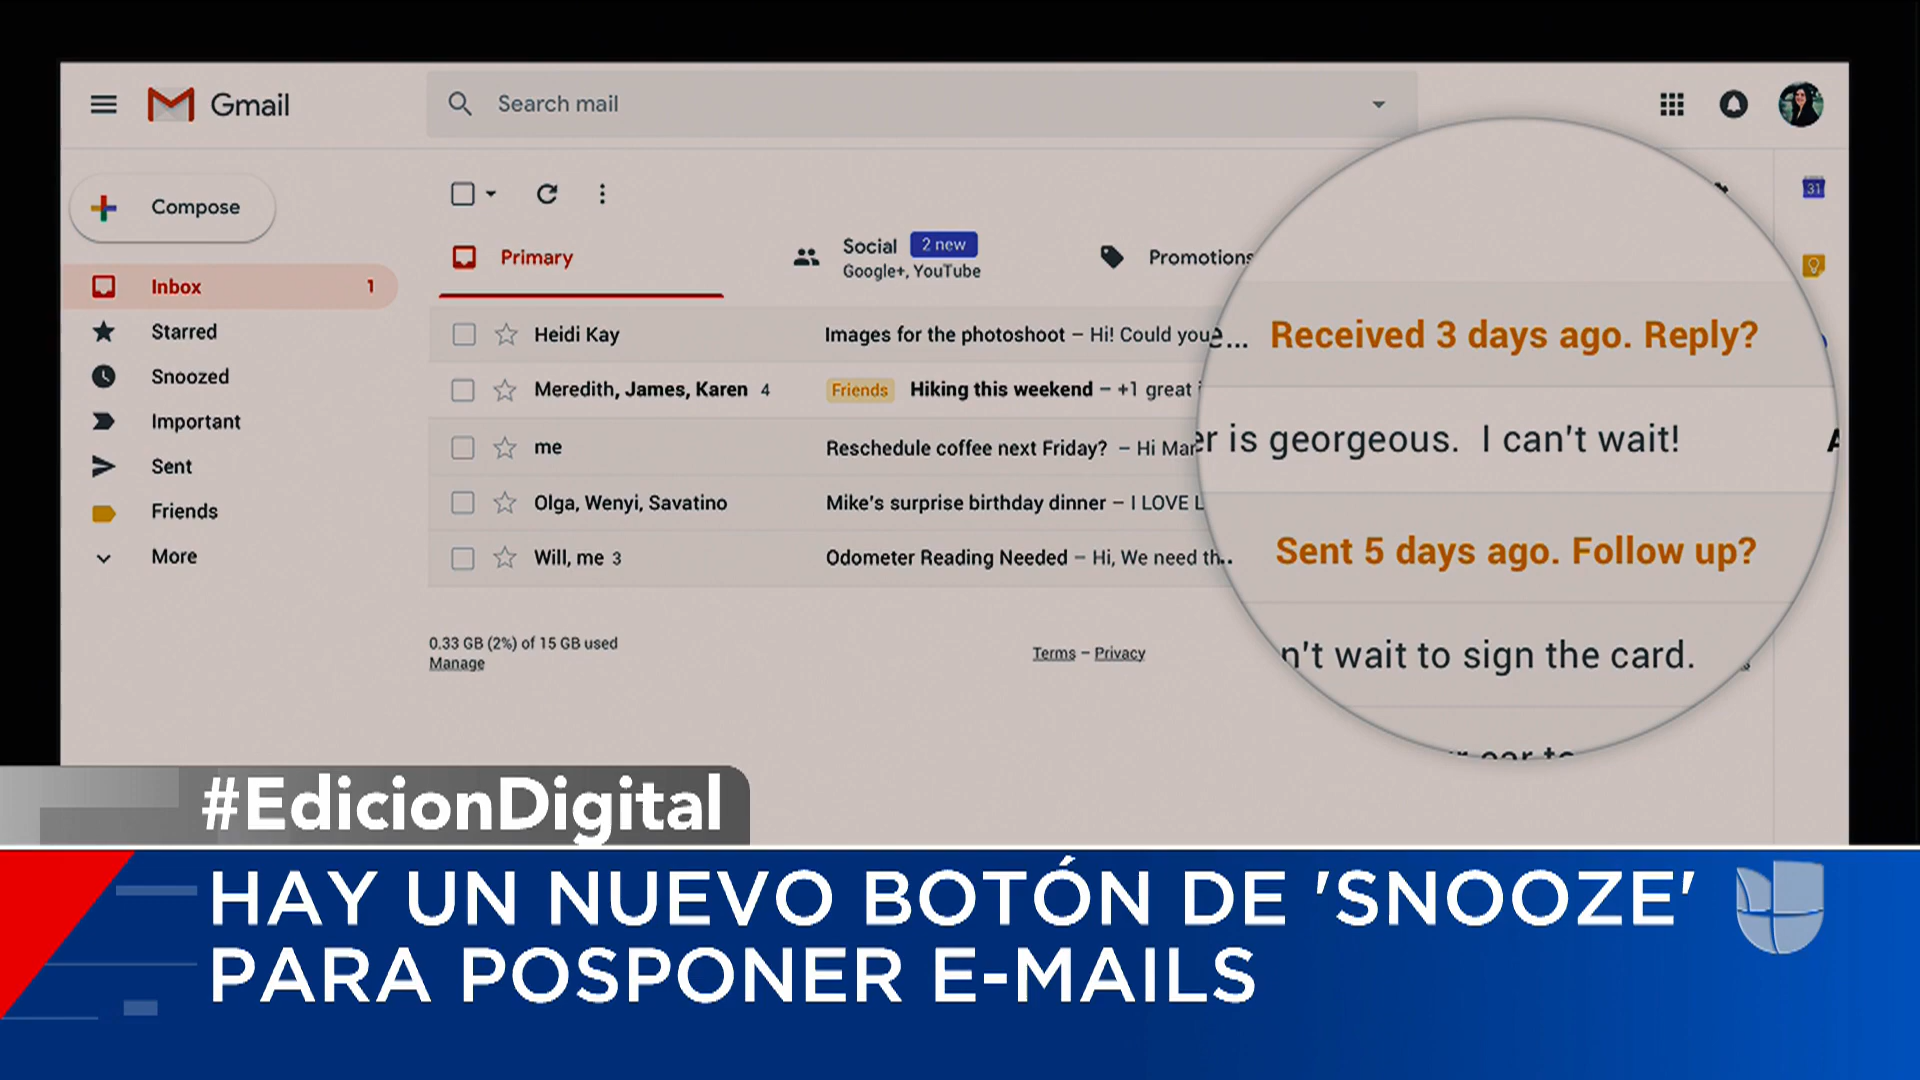 Gmail
Search mail
Compose
31
Primary
Social 2 new
Google+, YouTube
Promotions
Inbox 1
Starred
Snoozed
Important
Sent
Friends
More
Heidi Kay Images for the photoshoot – Hi! Could you e... Received 3 days ago. Reply?
Meredith, James, Karen 4 Friends Hiking this weekend – +1 great
er is georgeous. I can't wait!
me Reschedule coffee next Friday? – Hi Mar
Olga, Wenyi, Savatino Mike's surprise birthday dinner – I LOVE L
Sent 5 days ago. Follow up?
Will, me 3 Odometer Reading Needed – Hi, We need th..
n't wait to sign the card.
0.33 GB (2%) of 15 GB used
Manage
Terms – Privacy
#EdicionDigital
HAY UN NUEVO BOTÓN DE 'SNOOZE'
PARA POSPONER E-MAILS